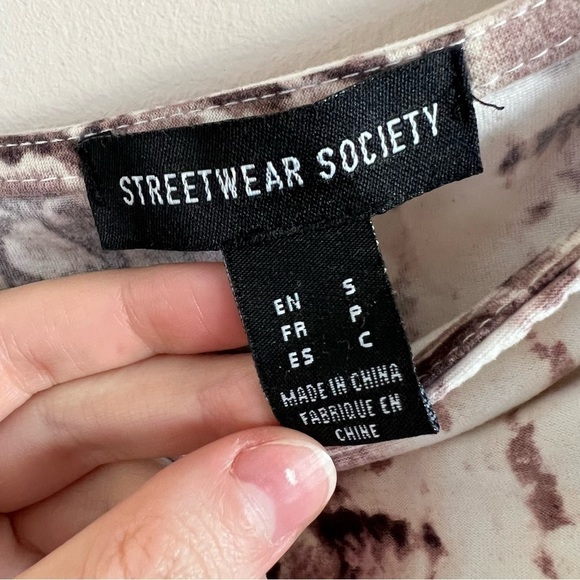 STREETWEAR SOCIETY
EN S
FR P
ES C
MADE IN CHINA
FABRIQUE EN
CHINE